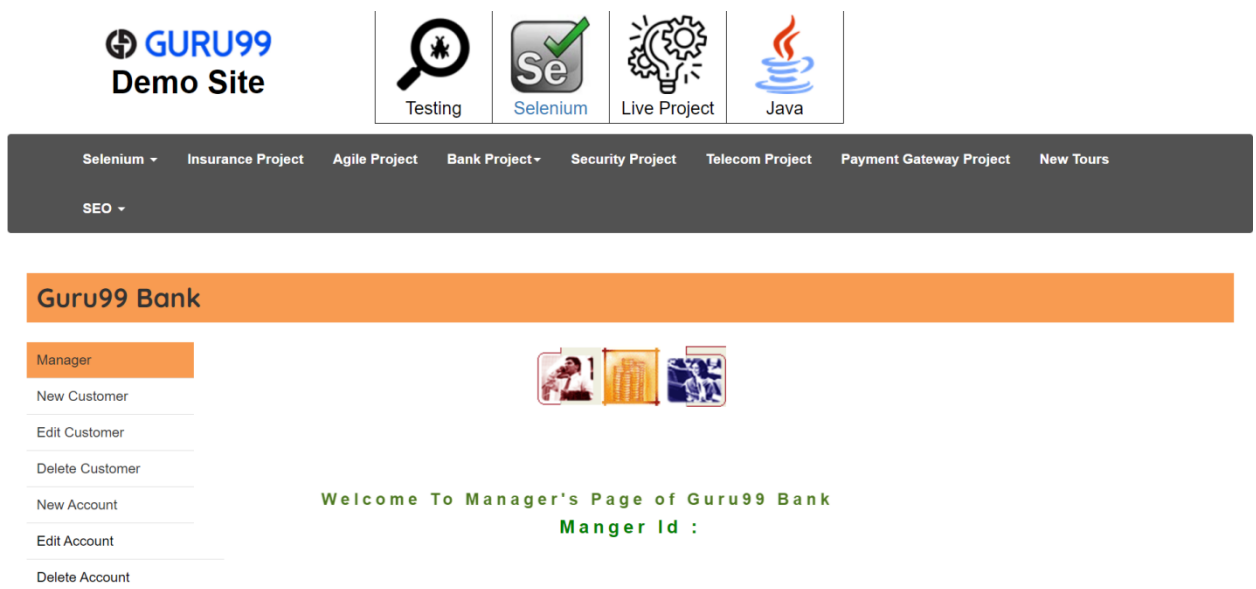 GURU99
Demo Site
Testing
Se
Selenium
Live Project
Java
Selenium
Insurance Project
Agile Project
Bank Project
Security Project
Telecom Project
Payment Gateway Project
New Tours
SEO
Guru99 Bank
Manager
New Customer
Edit Customer
Delete Customer
New Account
Edit Account
Delete Account
Welcome To Manager's Page of Guru99 Bank
Manger Id :